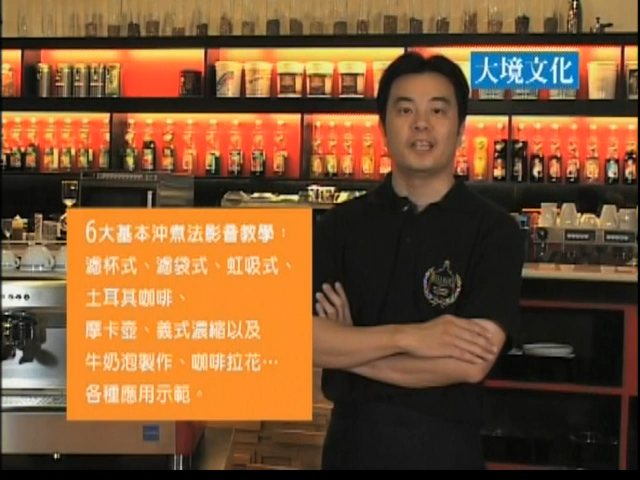 大境文化
6大基本沖煮法影音教學：
濾杯式、濾袋式、虹吸式、
土耳其咖啡、
摩卡壺、義式濃縮以及
牛奶泡製作、咖啡拉花…
各種應用示範。